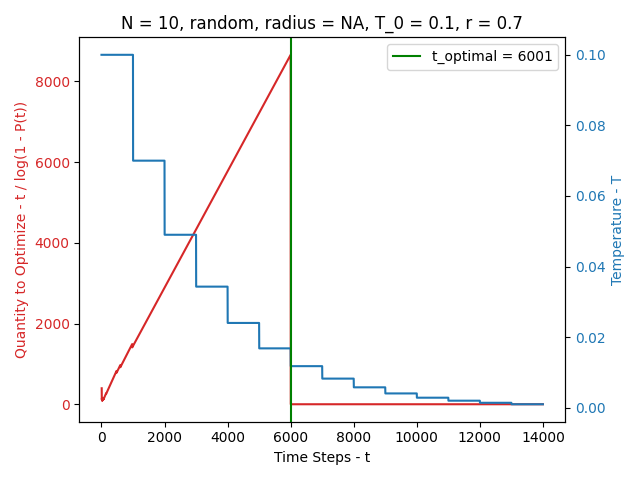 N = 10, random, radius = NA, T_0 = 0.1, r = 0.7
t_optimal = 6001
Quantity to Optimize - t / log(1 - P(t))
8000
6000
4000
2000
0
0.10
0.08
0.06
0.04
0.02
0.00
Temperature - T
0 2000 4000 6000 8000 10000 12000 14000
Time Steps - t